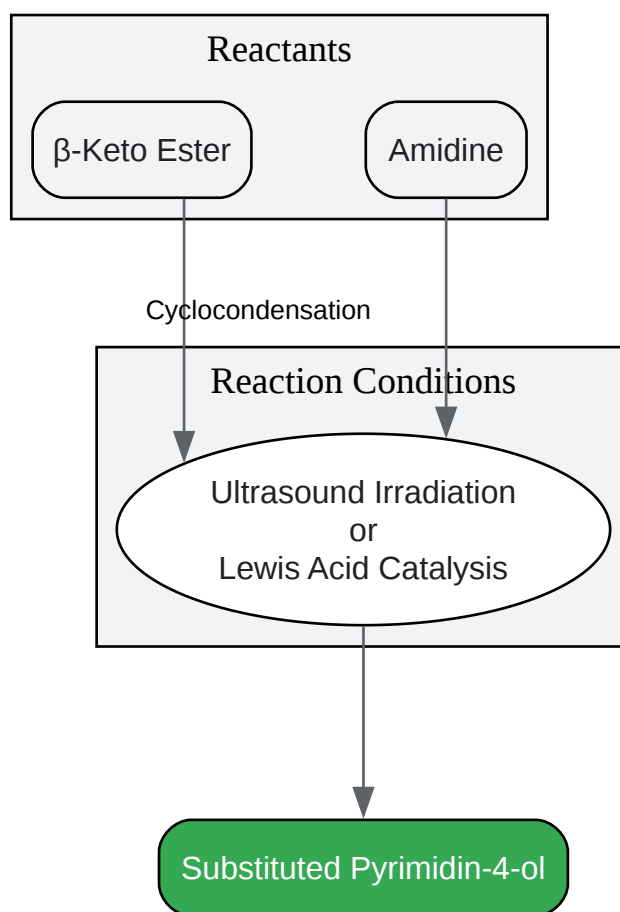 Reactants
β-Keto Ester
Amidine
Cyclocondensation
Reaction Conditions
Ultrasound Irradiation
or
Lewis Acid Catalysis
Substituted Pyrimidin-4-ol